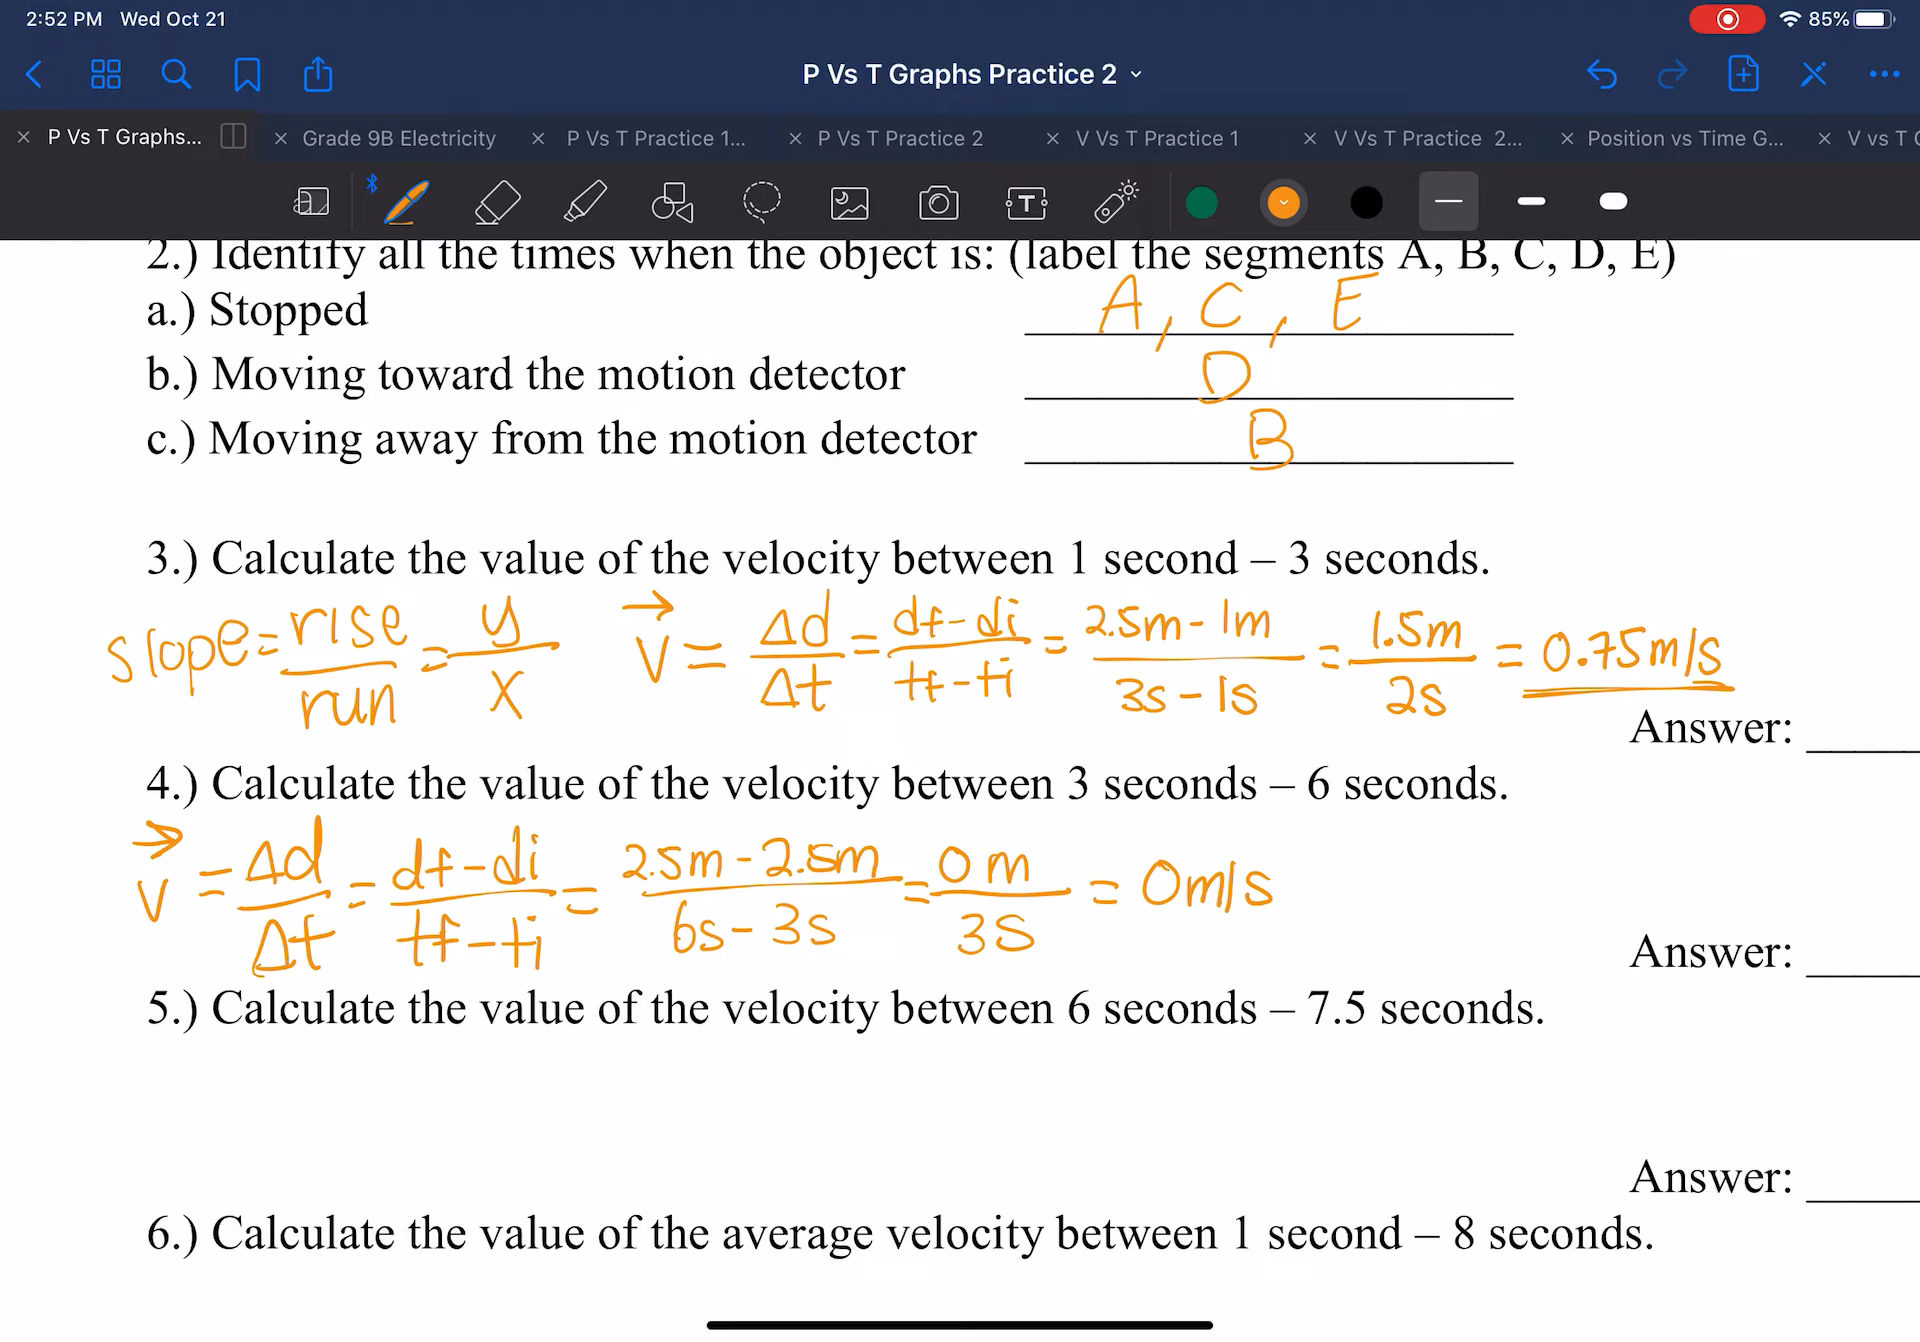 2:52 PM Wed Oct 21
85%
P Vs T Graphs Practice 2
P Vs T Graphs...
Grade 9B Electricity
P Vs T Practice 1...
P Vs T Practice 2
V Vs T Practice 1
V Vs T Practice 2...
Position vs Time G...
V vs T
2.) Identify all the times when the object is: (label the segments A, B, C, D, E)
a.) Stopped A, C, E
b.) Moving toward the motion detector D
c.) Moving away from the motion detector B
3.) Calculate the value of the velocity between 1 second – 3 seconds.
slope = rise/run = y/x v⃗ = Δd/Δt = df-di/tf-ti = 2.5m-1m/3s-1s = 1.5m/2s = 0.75m/s
Answer:
4.) Calculate the value of the velocity between 3 seconds – 6 seconds.
v⃗ = Δd/Δt = df-di/tf-ti = 2.5m-2.5m/6s-3s = 0m/3s = 0m/s
Answer:
5.) Calculate the value of the velocity between 6 seconds – 7.5 seconds.
Answer:
6.) Calculate the value of the average velocity between 1 second – 8 seconds.